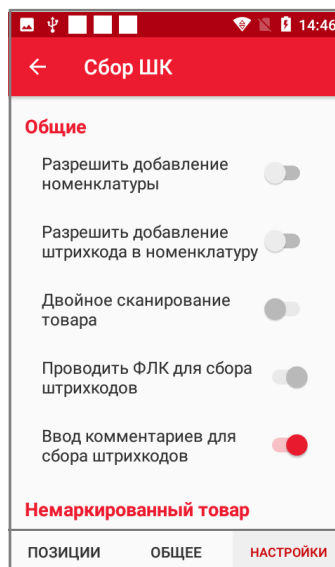 14:46
Сбор ШК
Общие
Разрешить добавление
номенклатуры
Разрешить добавление
штрихкода в номенклатуру
Двойное сканирование
товара
Проводить ФЛК для сбора
штрихкодов
Ввод комментариев для
сбора штрихкодов
Немаркированный товар
ПОЗИЦИИ ОБЩЕЕ НАСТРОЙКИ